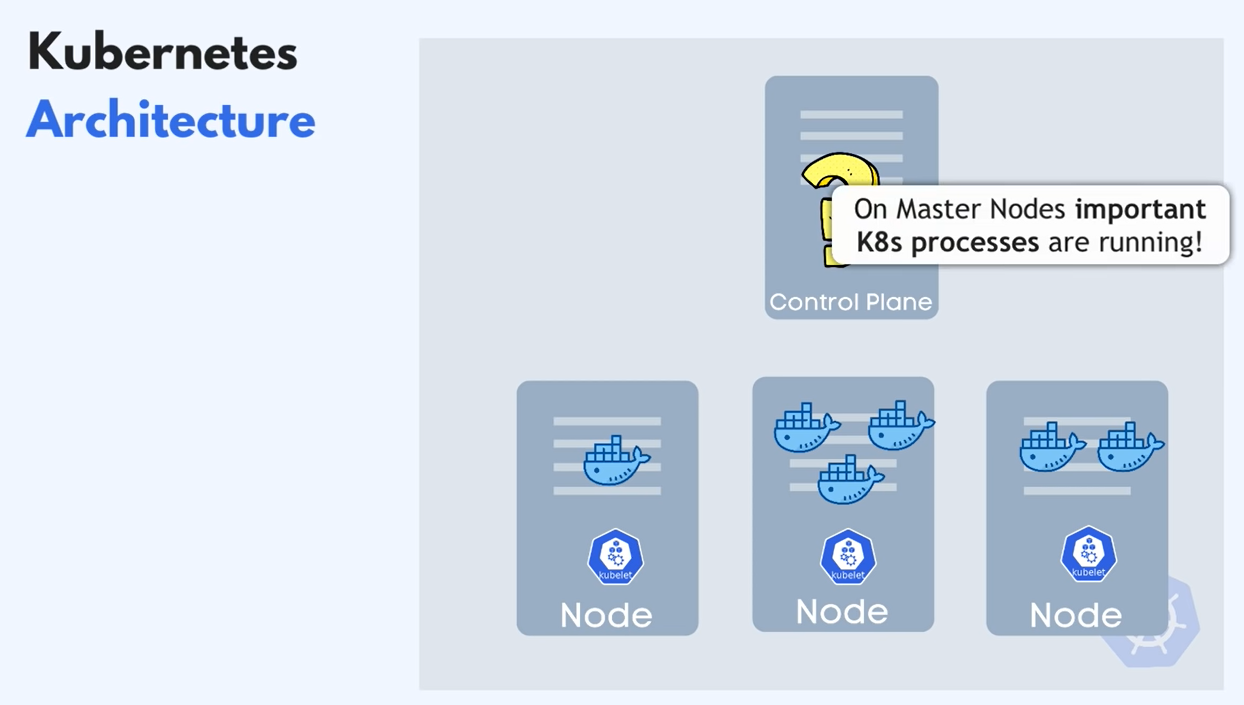 Kubernetes
Architecture
On Master Nodes important
K8s processes are running!
Control Plane
kubelet
Node
kubelet
Node
kubelet
Node